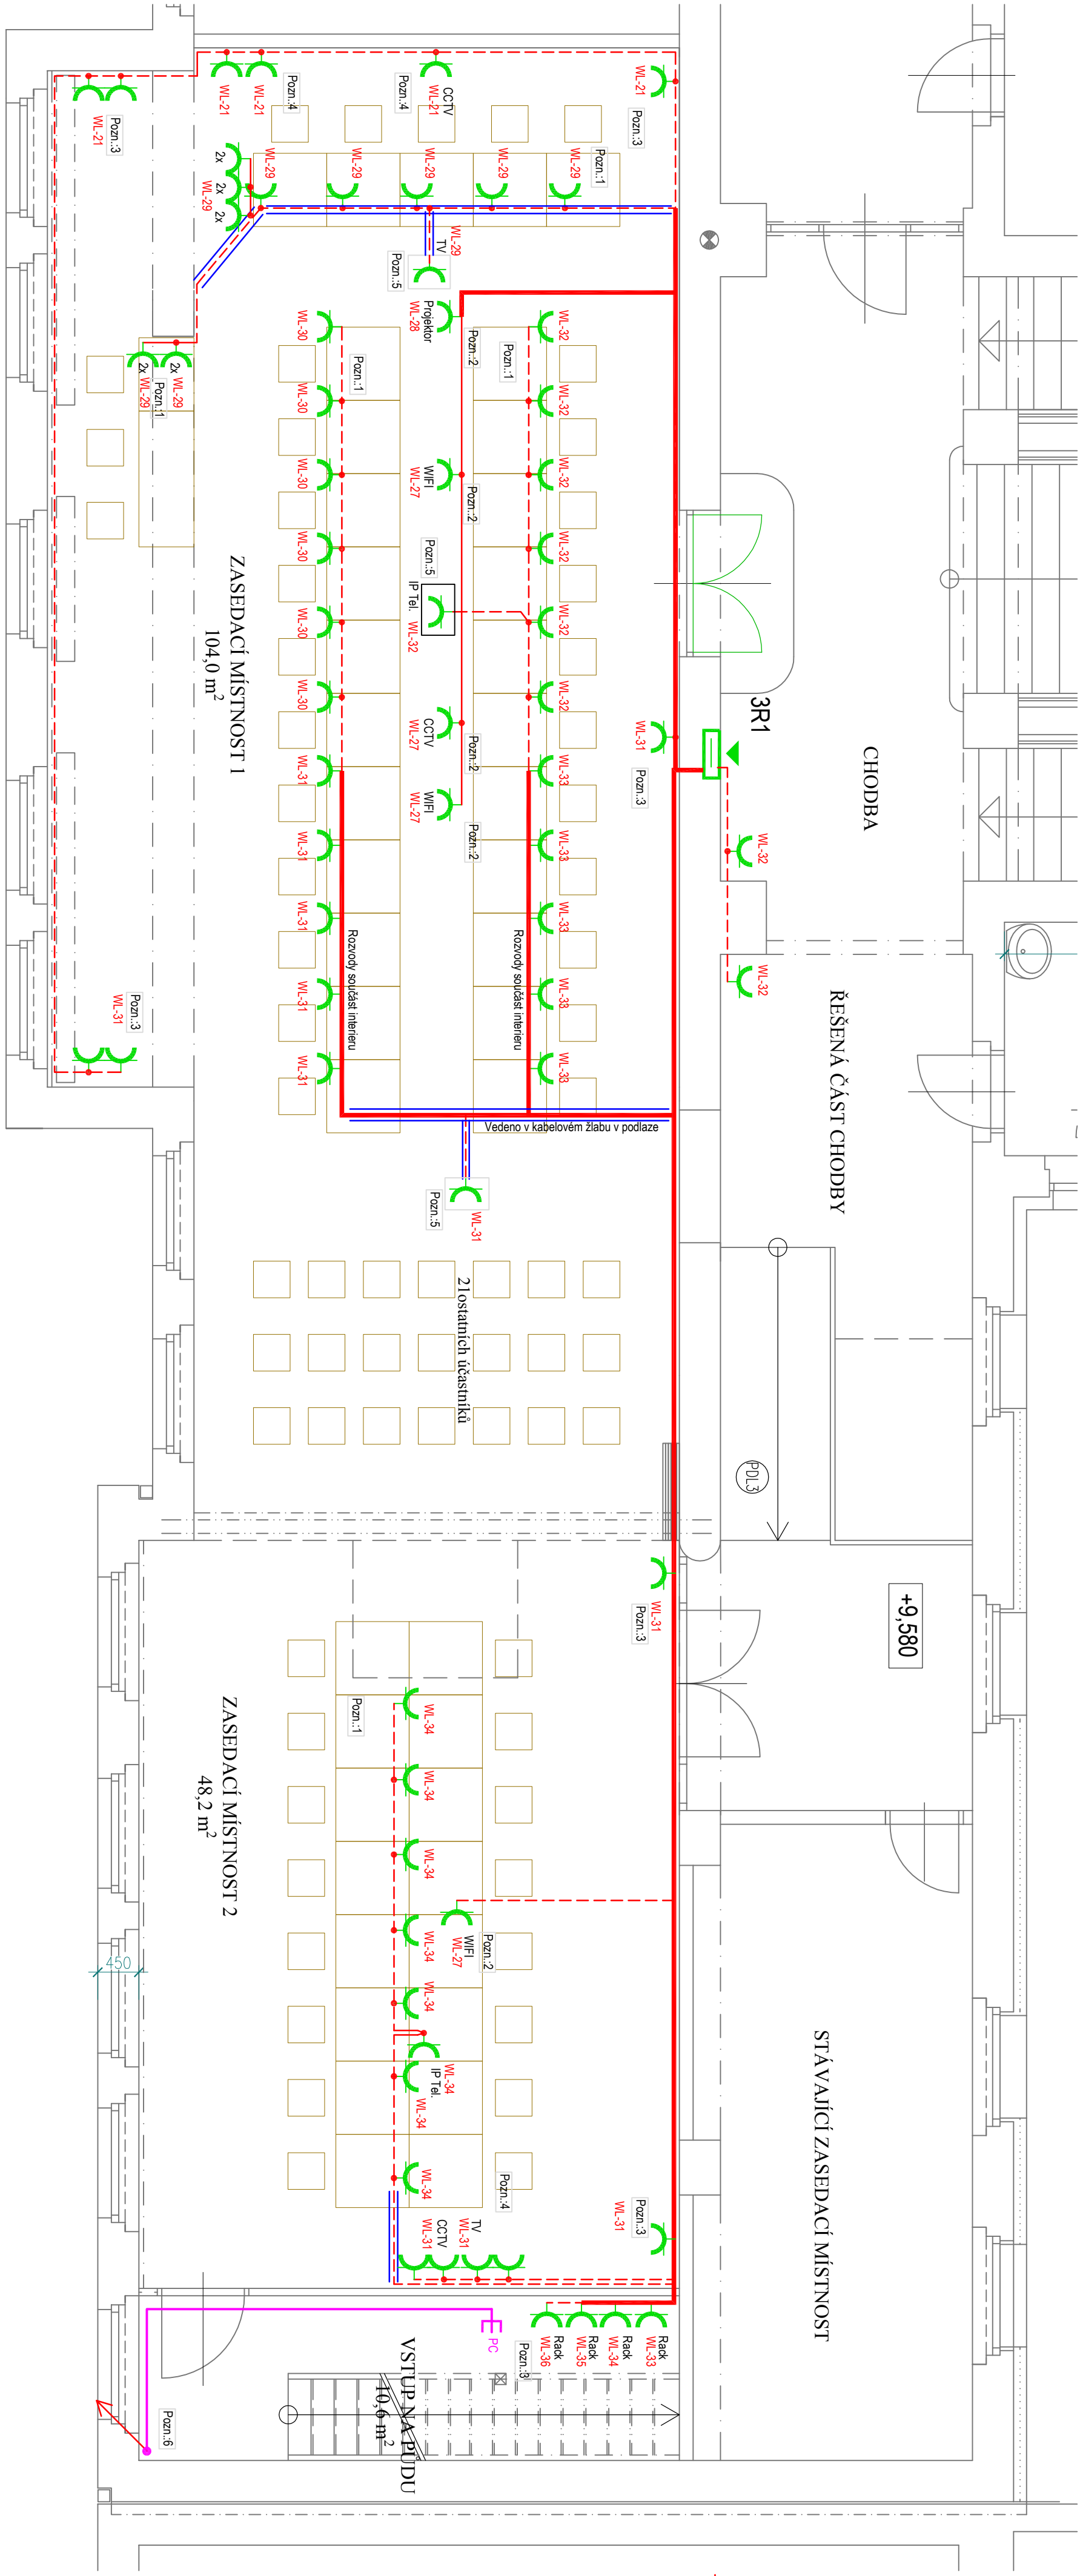 WL-21
Pozn.:3
Pozn.:3
WL-21
WL-21
WL-21
Pozn.:4
CCTV
WL-21
Pozn.:4
Pozn.:1
WL-29
WL-29
WL-29
WL-29
WL-29
2x
2x
2x
WL-29
WL-29
TV
Pozn.:5
Projektor
WL-28
Pozn.:2
2x
WL-29
2x
WL-29
Pozn.:1
WL-32
WL-32
WL-32
WL-32
WL-32
WL-32
Pozn.:1
WL-30
WL-30
WL-30
WL-30
WL-30
WL-30
Pozn.:1
WIFI
WL-27
Pozn.:2
Pozn.:5
IP Tel.
WL-32
CCTV
WL-27
Pozn.:2
WIFI
WL-27
Pozn.:2
WL-33
WL-33
WL-33
WL-33
WL-33
WL-31
WL-31
WL-31
WL-31
WL-31
Rozvody součást interieru
Rozvody součást interieru
Vedeno v kabelovém žlabu v podlaze
ZASEDACÍ MÍSTNOST 1
104,0 m²
3R1
CHODBA
WL-31
Pozn.:3
WL-32
WL-32
ŘEŠENÁ ČÁST CHODBY
Pozn.:3
WL-31
Pozn.:5
WL-31
21ostatních účastníků
PDL3
+9,580
WL-31
Pozn.:3
WL-34
WL-34
WL-34
WL-34
WL-34
WL-34
IP Tel.
WL-34
WL-34
Pozn.:1
Pozn.:2
WIFI
WL-27
ZASEDACÍ MÍSTNOST 2
48,2 m²
450
STÁVAJÍCÍ ZASEDACÍ MÍSTNOST
Pozn.:3
WL-31
Pozn.:4
TV
WL-31
CCTV
WL-31
Rack
WL-33
Rack
WL-34
Rack
WL-35
Rack
WL-36
Pozn.:3
PC
VSTUP NA PŮDU
10,6 m²
Pozn.:6